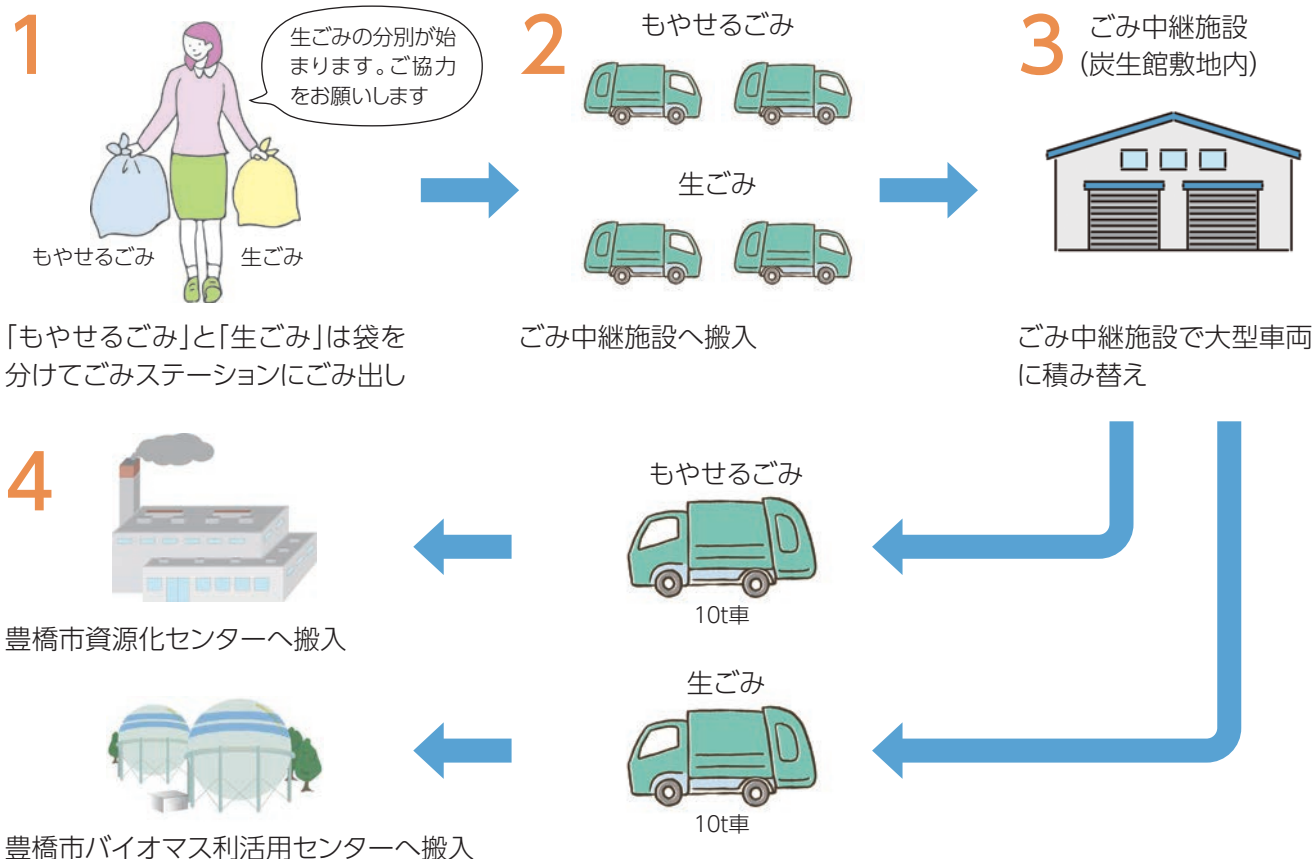 1
生ごみの分別が始
まります。ご協力
をお願いします
もやせるごみ
生ごみ
「もやせるごみ」と「生ごみ」は袋を
分けてごみステーションにごみ出し
2
もやせるごみ
生ごみ
ごみ中継施設へ搬入
3
ごみ中継施設
(炭生館敷地内)
ごみ中継施設で大型車両
に積み替え
4
もやせるごみ
10t車
豊橋市資源化センターへ搬入
生ごみ
10t車
豊橋市バイオマス利活用センターへ搬入